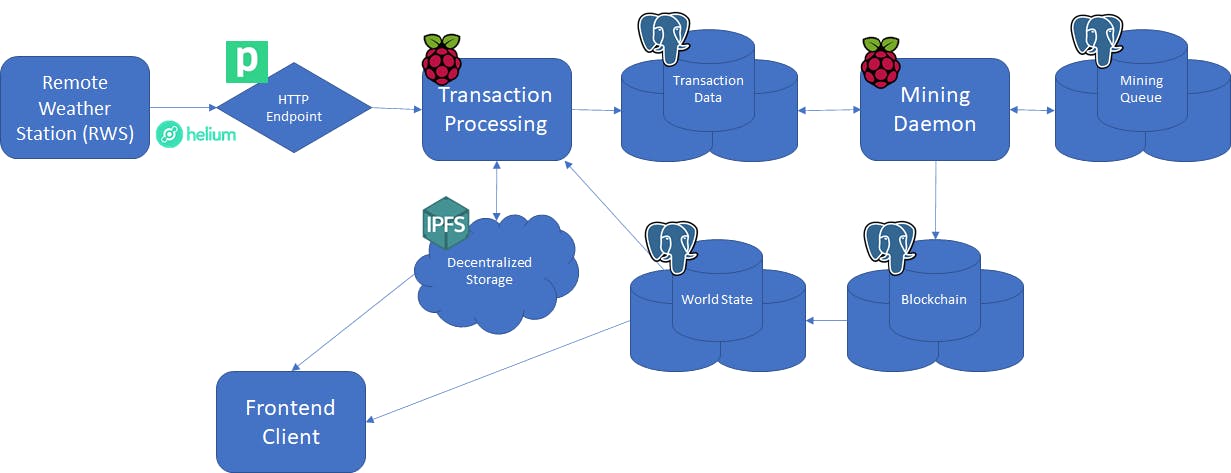 Remote
Weather
Station (RWS)
helium
p
HTTP
Endpoint
Transaction
Processing
Transaction
Data
Mining
Daemon
Mining
Queue
IPFS
Decentralized
Storage
World State
Blockchain
Frontend
Client